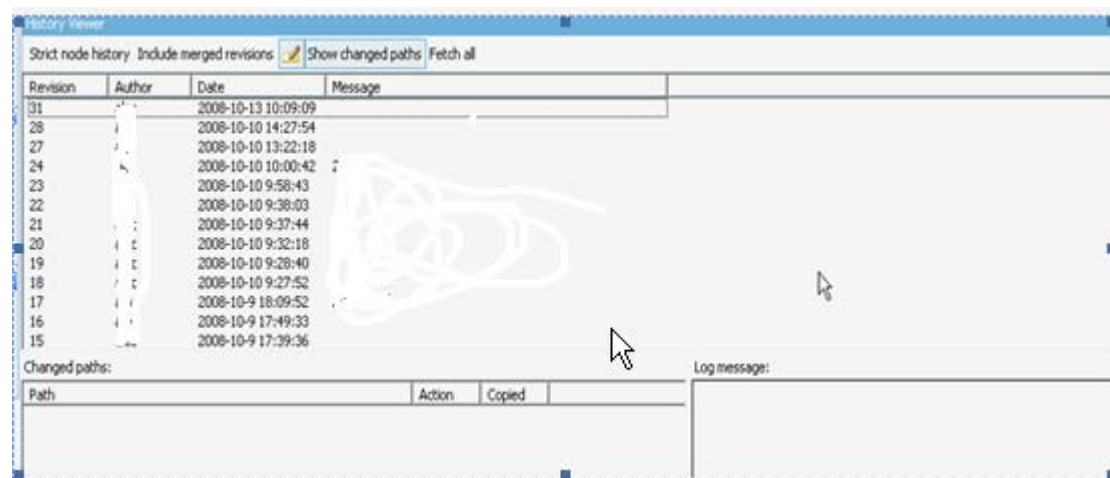 History Viewer
Strict node history Include merged revisions Show changed paths Fetch all
Revision Author Date Message
31 2008-10-13 10:09:09
28 2008-10-10 14:27:54
27 2008-10-10 13:22:18
24 2008-10-10 10:00:42
23 2008-10-10 9:58:43
22 2008-10-10 9:38:03
21 2008-10-10 9:37:44
20 2008-10-10 9:32:18
19 2008-10-10 9:28:40
18 2008-10-10 9:27:52
17 2008-10-9 18:09:52
16 2008-10-9 17:49:33
15 2008-10-9 17:39:36
Changed paths: Log message:
Path Action Copied